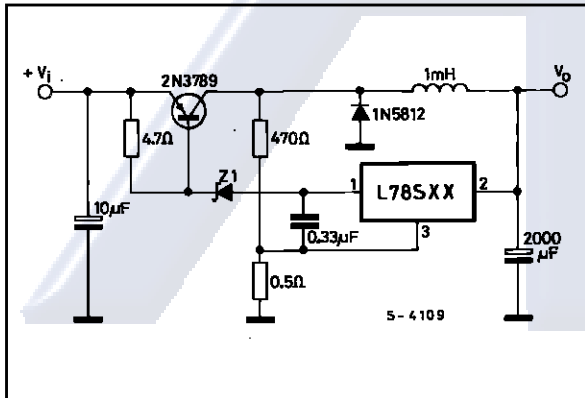 2N3789
1mH
Vo
+ Vi
4.7Ω
470Ω
1N5812
Z1
1
L78SXX
2
10µF
0.33µF
3
2000
µF
0.5Ω
S-4109